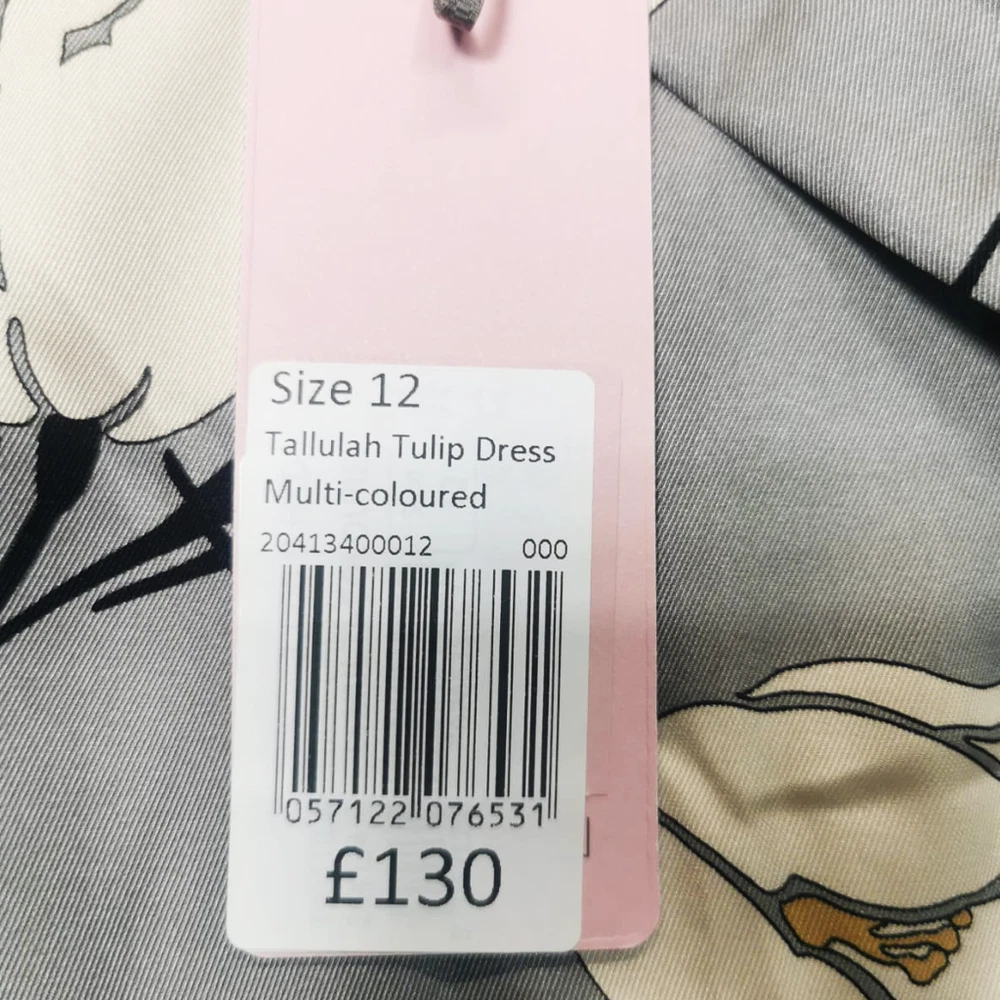 Size 12
Tallulah Tulip Dress
Multi-coloured
20413400012 000
057122 076531
£130